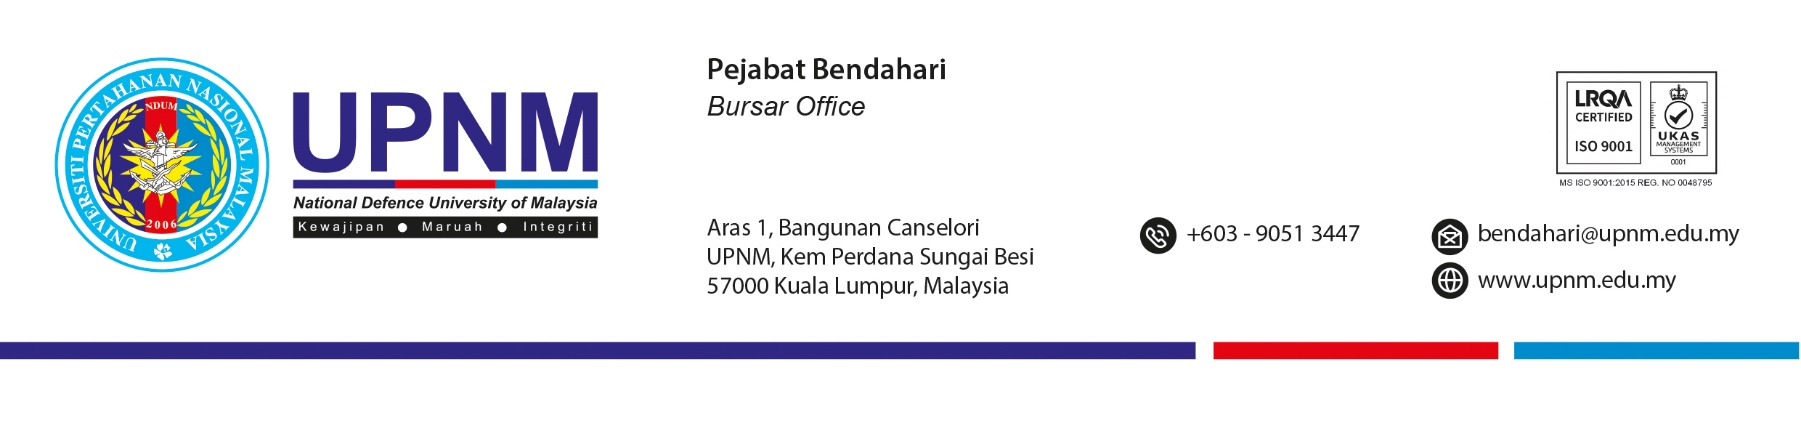 UNIVERSITI PERTAHANAN NASIONAL MALAYSIA
NDUM
2006
UPNM
National Defence University of Malaysia
Kewajipan ● Maruah ● Integriti
Pejabat Bendahari
Bursar Office
Aras 1, Bangunan Canselori
UPNM, Kem Perdana Sungai Besi
57000 Kuala Lumpur, Malaysia
+603 - 9051 3447
LRQA
CERTIFIED
ISO 9001
UKAS
MANAGEMENT
SYSTEMS
0001
MS ISO 9001:2015 REG. NO 0048795
bendahari@upnm.edu.my
www.upnm.edu.my